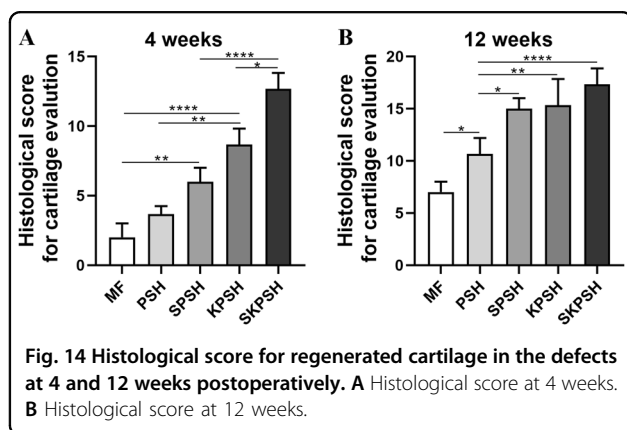 A
4 weeks
Histological score
for cartilage evalution
15
10
5
0
****
*
****
**
**
MF
PSH
SPSH
KPSH
SKPSH
B
12 weeks
Histological score
for cartilage evalution
20
15
10
5
0
****
**
*
*
MF
PSH
SPSH
KPSH
SKPSH
Fig. 14 Histological score for regenerated cartilage in the defects
at 4 and 12 weeks postoperatively. A Histological score at 4 weeks.
B Histological score at 12 weeks.